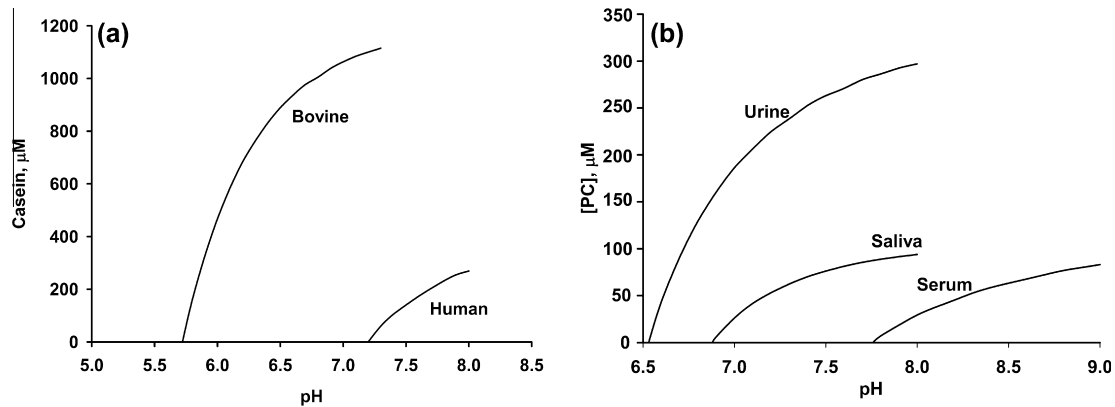 (a)
1200
1000
800
600
400
200
0
Casein, μM
Bovine
Human
5.0 5.5 6.0 6.5 7.0 7.5 8.0 8.5
pH
(b)
350
300
250
200
150
100
50
0
[PC], μM
Urine
Saliva
Serum
6.5 7.0 7.5 8.0 8.5 9.0
pH